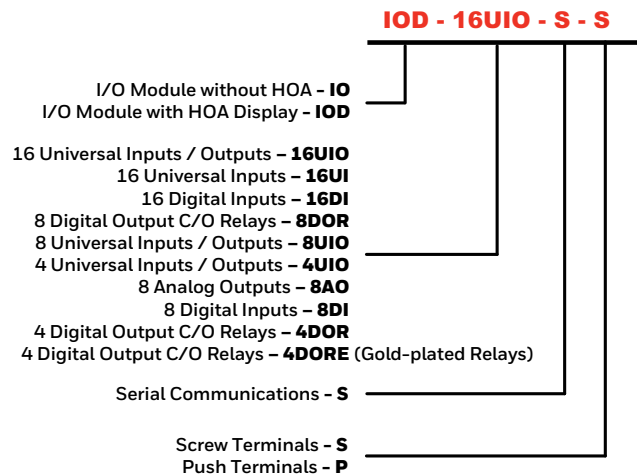 IOD - 16UIO - S - S
I/O Module without HOA - IO
I/O Module with HOA Display - IOD
16 Universal Inputs / Outputs – 16UIO
16 Universal Inputs – 16UI
16 Digital Inputs – 16DI
8 Digital Output C/O Relays – 8DOR
8 Universal Inputs / Outputs – 8UIO
4 Universal Inputs / Outputs – 4UIO
8 Analog Outputs – 8AO
8 Digital Inputs – 8DI
4 Digital Output C/O Relays – 4DOR
4 Digital Output C/O Relays – 4DORE (Gold-plated Relays)
Serial Communications - S
Screw Terminals - S
Push Terminals - P